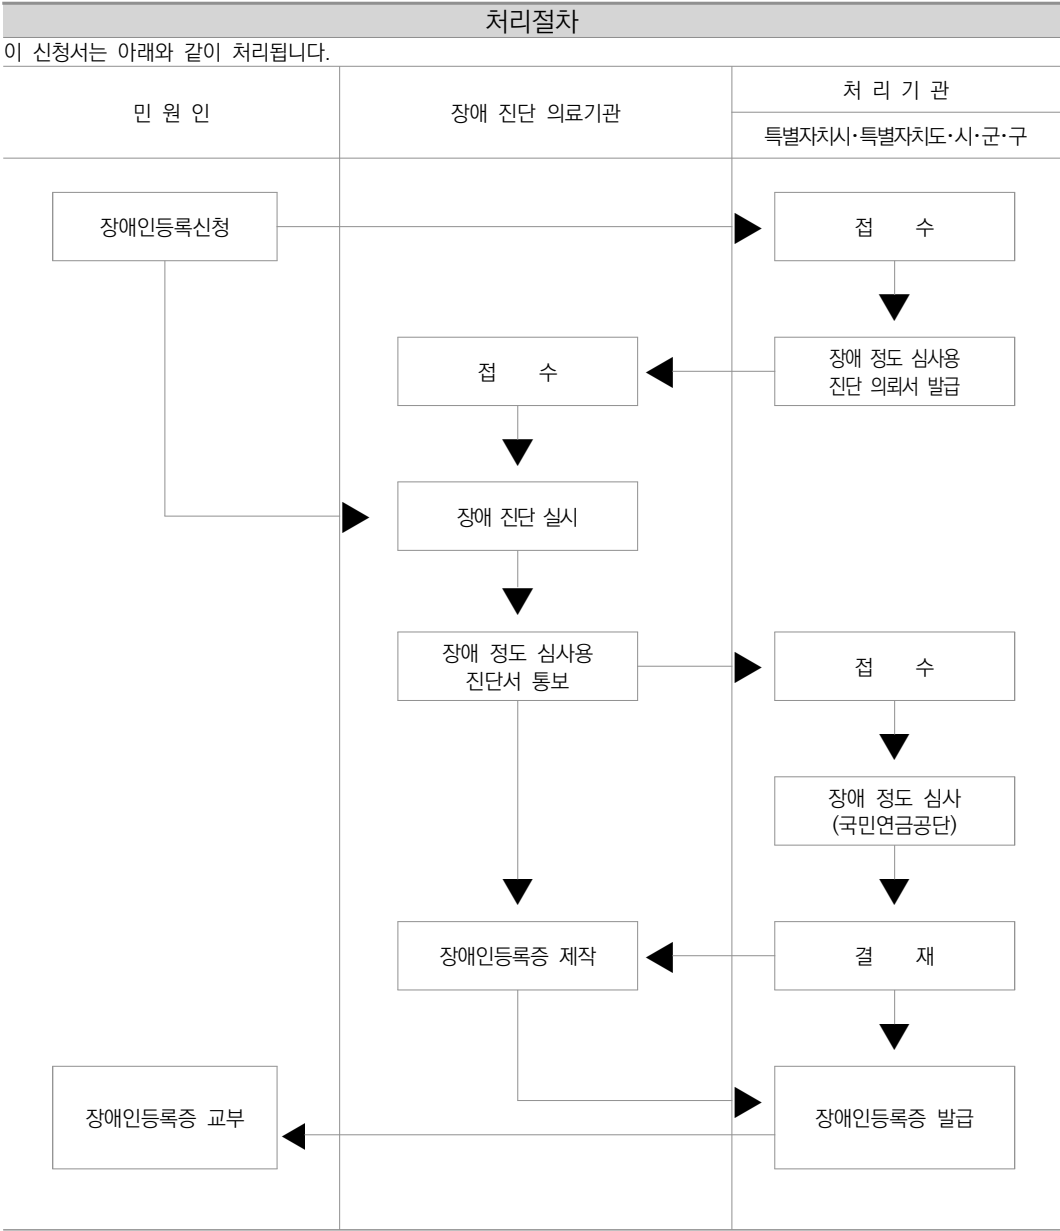 처리절차
이 신청서는 아래와 같이 처리됩니다.
민 원 인
장애 진단 의료기관
처 리 기 관
특별자치시·특별자치도·시·군·구
장애인등록신청
접 수
장애 정도 심사용
진단 의뢰서 발급
접 수
장애 진단 실시
장애 정도 심사용
진단서 통보
접 수
장애 정도 심사
(국민연금공단)
결 재
장애인등록증 제작
장애인등록증 발급
장애인등록증 교부